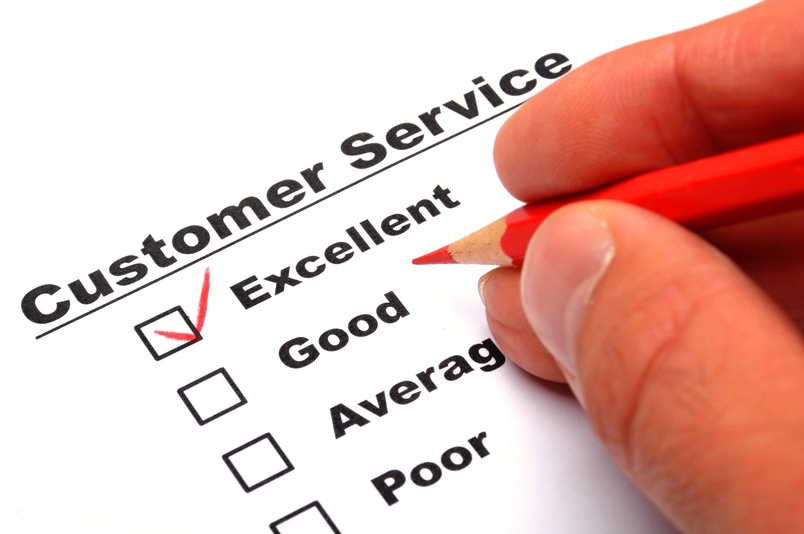 Customer Service
Excellent
Good
Averag
Poor